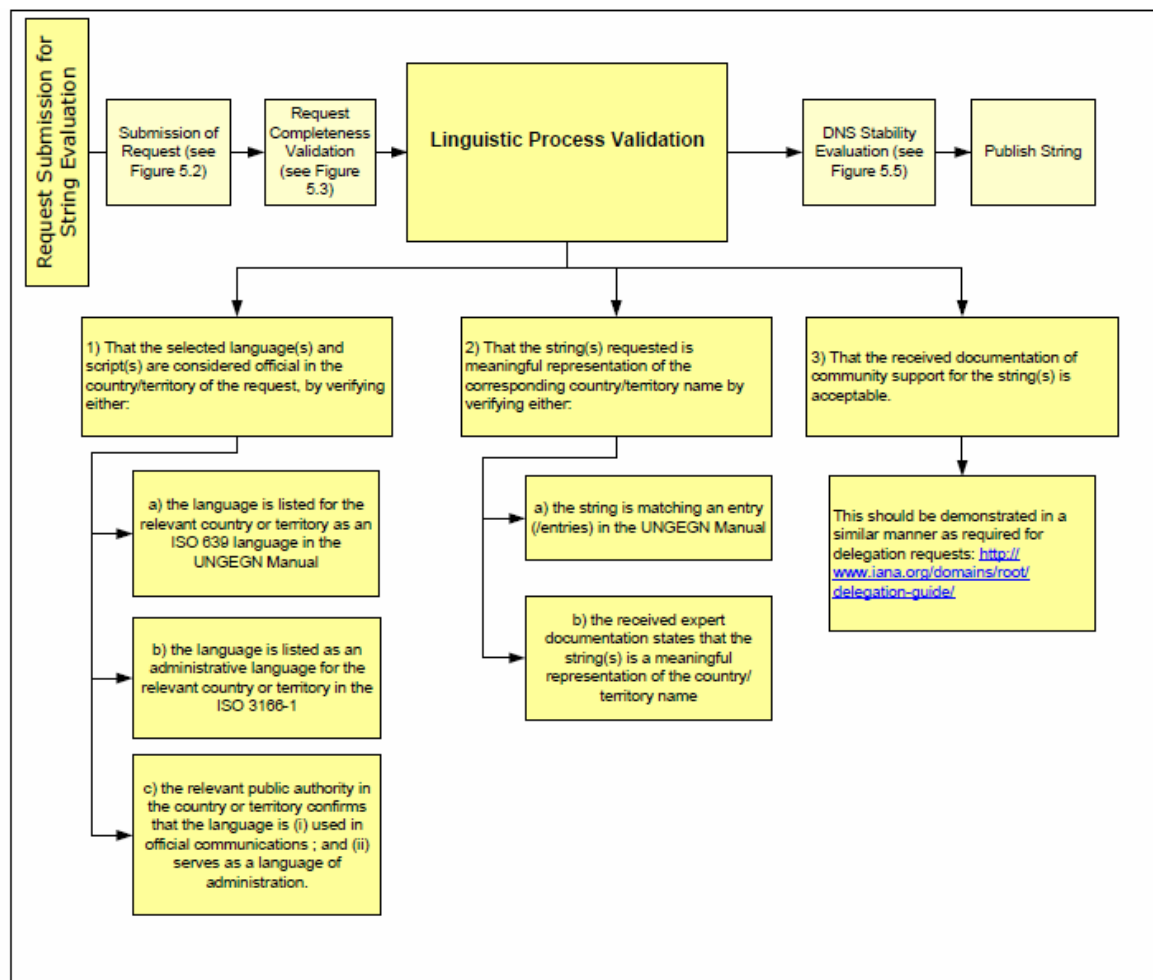 Request Submission for
String Evaluation
Submission of
Request (see
Figure 5.2)
Request
Completeness
Validation
(see Figure
5.3)
Linguistic Process Validation
DNS Stability
Evaluation (see
Figure 5.5)
Publish String
1) That the selected language(s) and
script(s) are considered official in the
country/territory of the request, by verifying
either:
2) That the string(s) requested is
meaningful representation of the
corresponding country/territory name by
verifying either:
3) That the received documentation of
community support for the string(s) is
acceptable.
a) the language is listed for the
relevant country or territory as an
ISO 639 language in the
UNGEGN Manual
b) the language is listed as an
administrative language for the
relevant country or territory in the
ISO 3166-1
c) the relevant public authority in
the country or territory confirms
that the language is (i) used in
official communications ; and (ii)
serves as a language of
administration.
a) the string is matching an entry
(/entries) in the UNGEGN Manual
b) the received expert
documentation states that the
string(s) is a meaningful
representation of the country/
territory name
This should be demonstrated in a
similar manner as required for
delegation requests: http://
www.iana.org/domains/root/
delegation-guide/